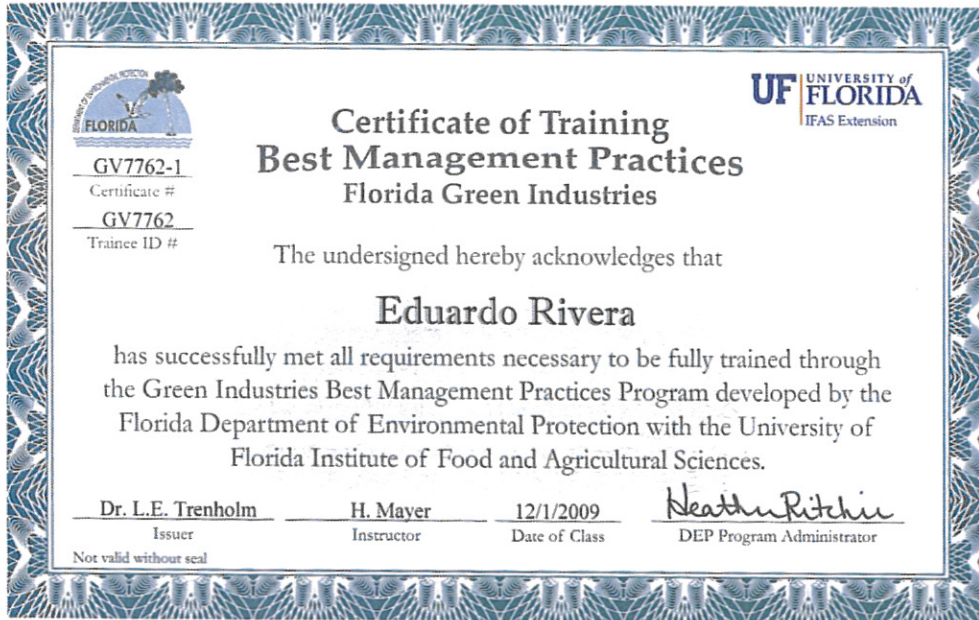 DEPARTMENT OF ENVIRONMENTAL PROTECTION
FLORIDA
UF UNIVERSITY of
FLORIDA
IFAS Extension
GV7762-1
Certificate #
GV7762
Trainee ID #
Certificate of Training
Best Management Practices
Florida Green Industries
The undersigned hereby acknowledges that
Eduardo Rivera
has successfully met all requirements necessary to be fully trained through
the Green Industries Best Management Practices Program developed by the
Florida Department of Environmental Protection with the University of
Florida Institute of Food and Agricultural Sciences.
Dr. L.E. Trenholm H. Mayer 12/1/2009 Heather Ritchie
Issuer Instructor Date of Class DEP Program Administrator
Not valid without seal